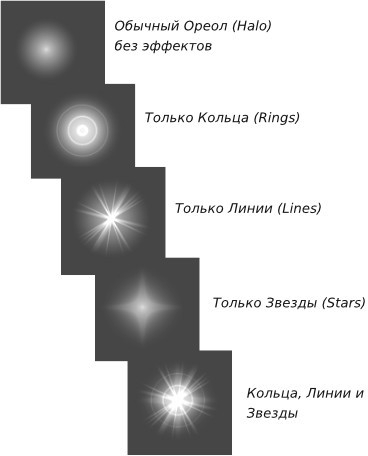 Обычный Ореол (Halo)
без эффектов
Только Кольца (Rings)
Только Линии (Lines)
Только Звезды (Stars)
Кольца, Линии и
Звезды